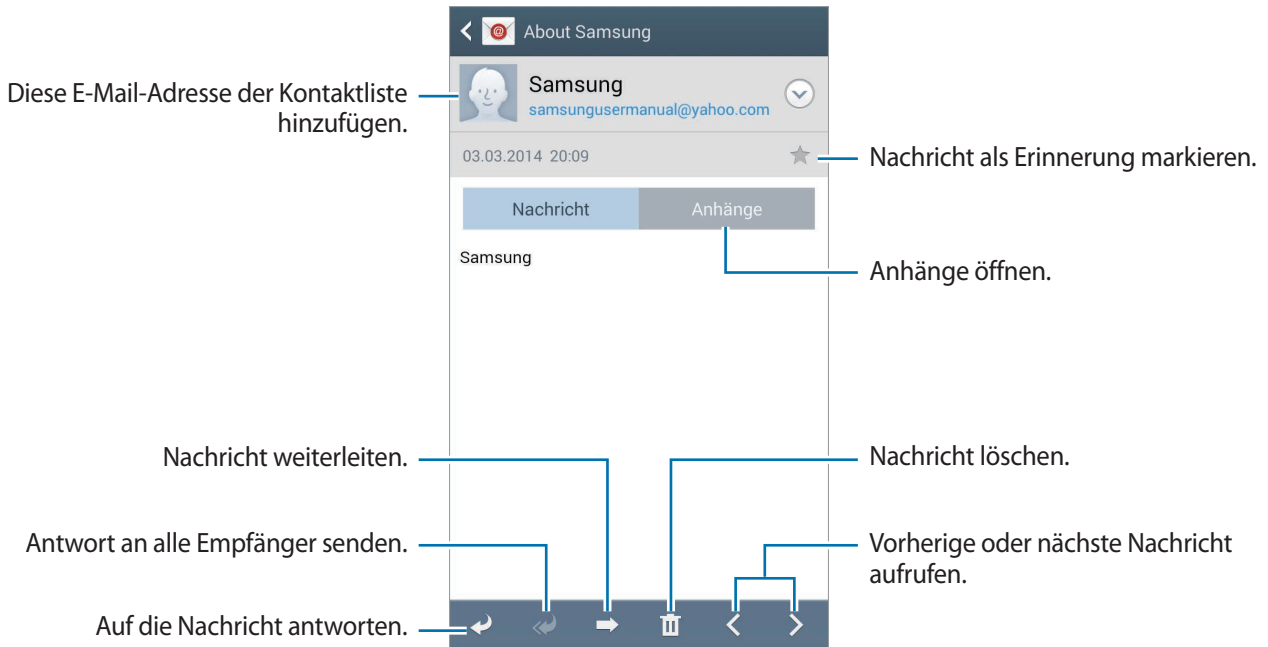 About Samsung
Diese E-Mail-Adresse der Kontaktliste
hinzufügen.
Samsung
samsungusermanual@yahoo.com
03.03.2014 20:09
Nachricht als Erinnerung markieren.
Nachricht
Anhänge
Samsung
Anhänge öffnen.
Nachricht weiterleiten.
Nachricht löschen.
Antwort an alle Empfänger senden.
Vorherige oder nächste Nachricht
aufrufen.
Auf die Nachricht antworten.